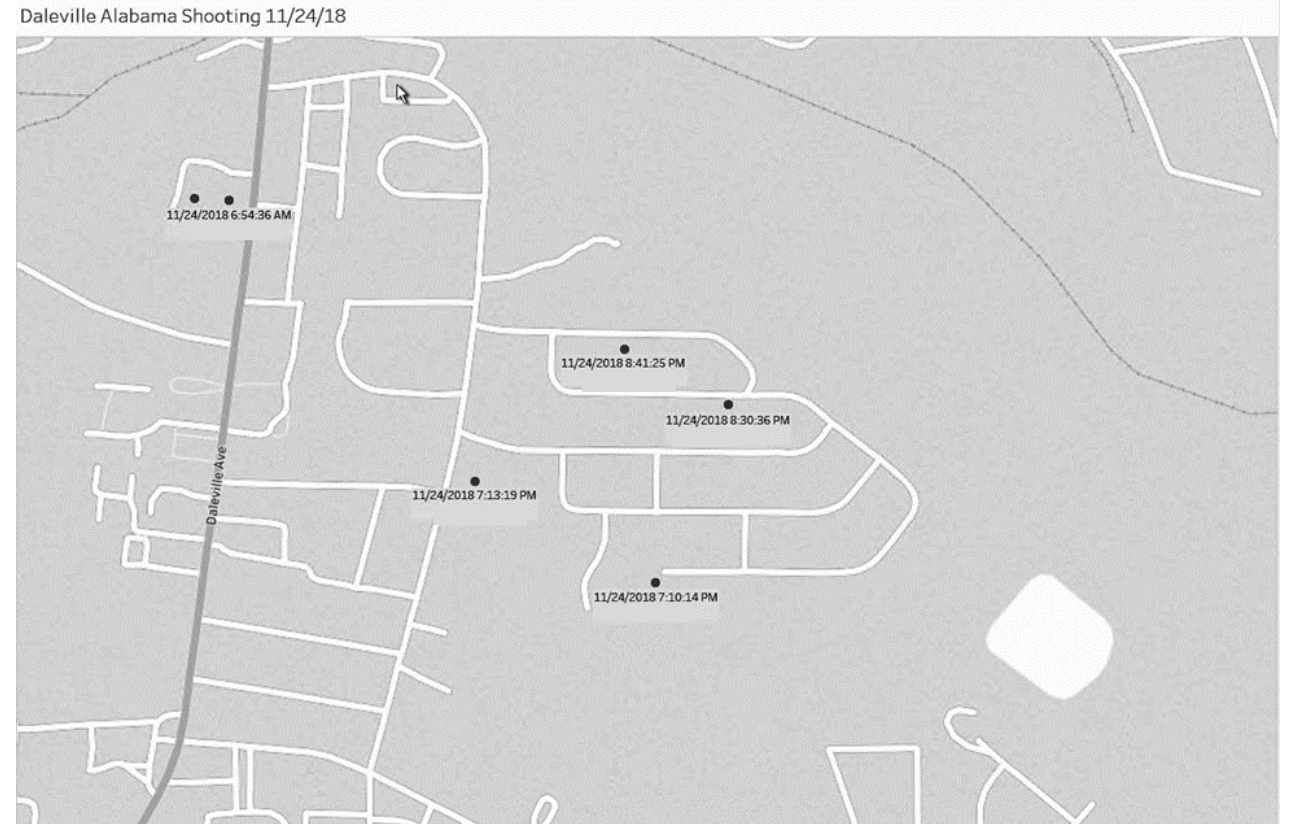 Daleville Alabama Shooting 11/24/18
11/24/2018 6:54:36 AM
11/24/2018 8:41:25 PM
11/24/2018 8:30:36 PM
Daleville Ave
11/24/2018 7:13:19 PM
11/24/2018 7:10:14 PM